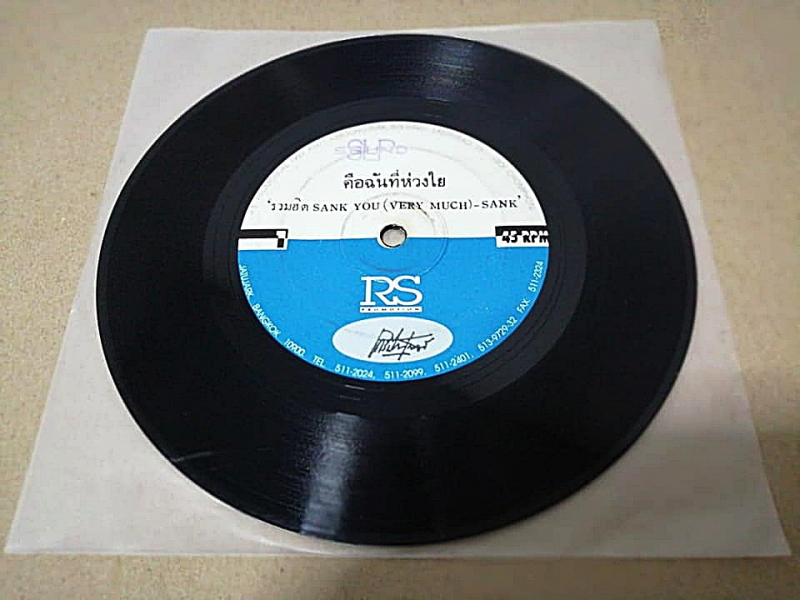 คือฉันที่ห่วงใย
'รวมฮิต SANK YOU (VERY MUCH)-SANK'
1
45 RPM
RS
PROMOTION
BANGKOK 10900. TEL. 511-2024, 511-2099, 511-2401, 513-9729-32 FAX. 511-2324